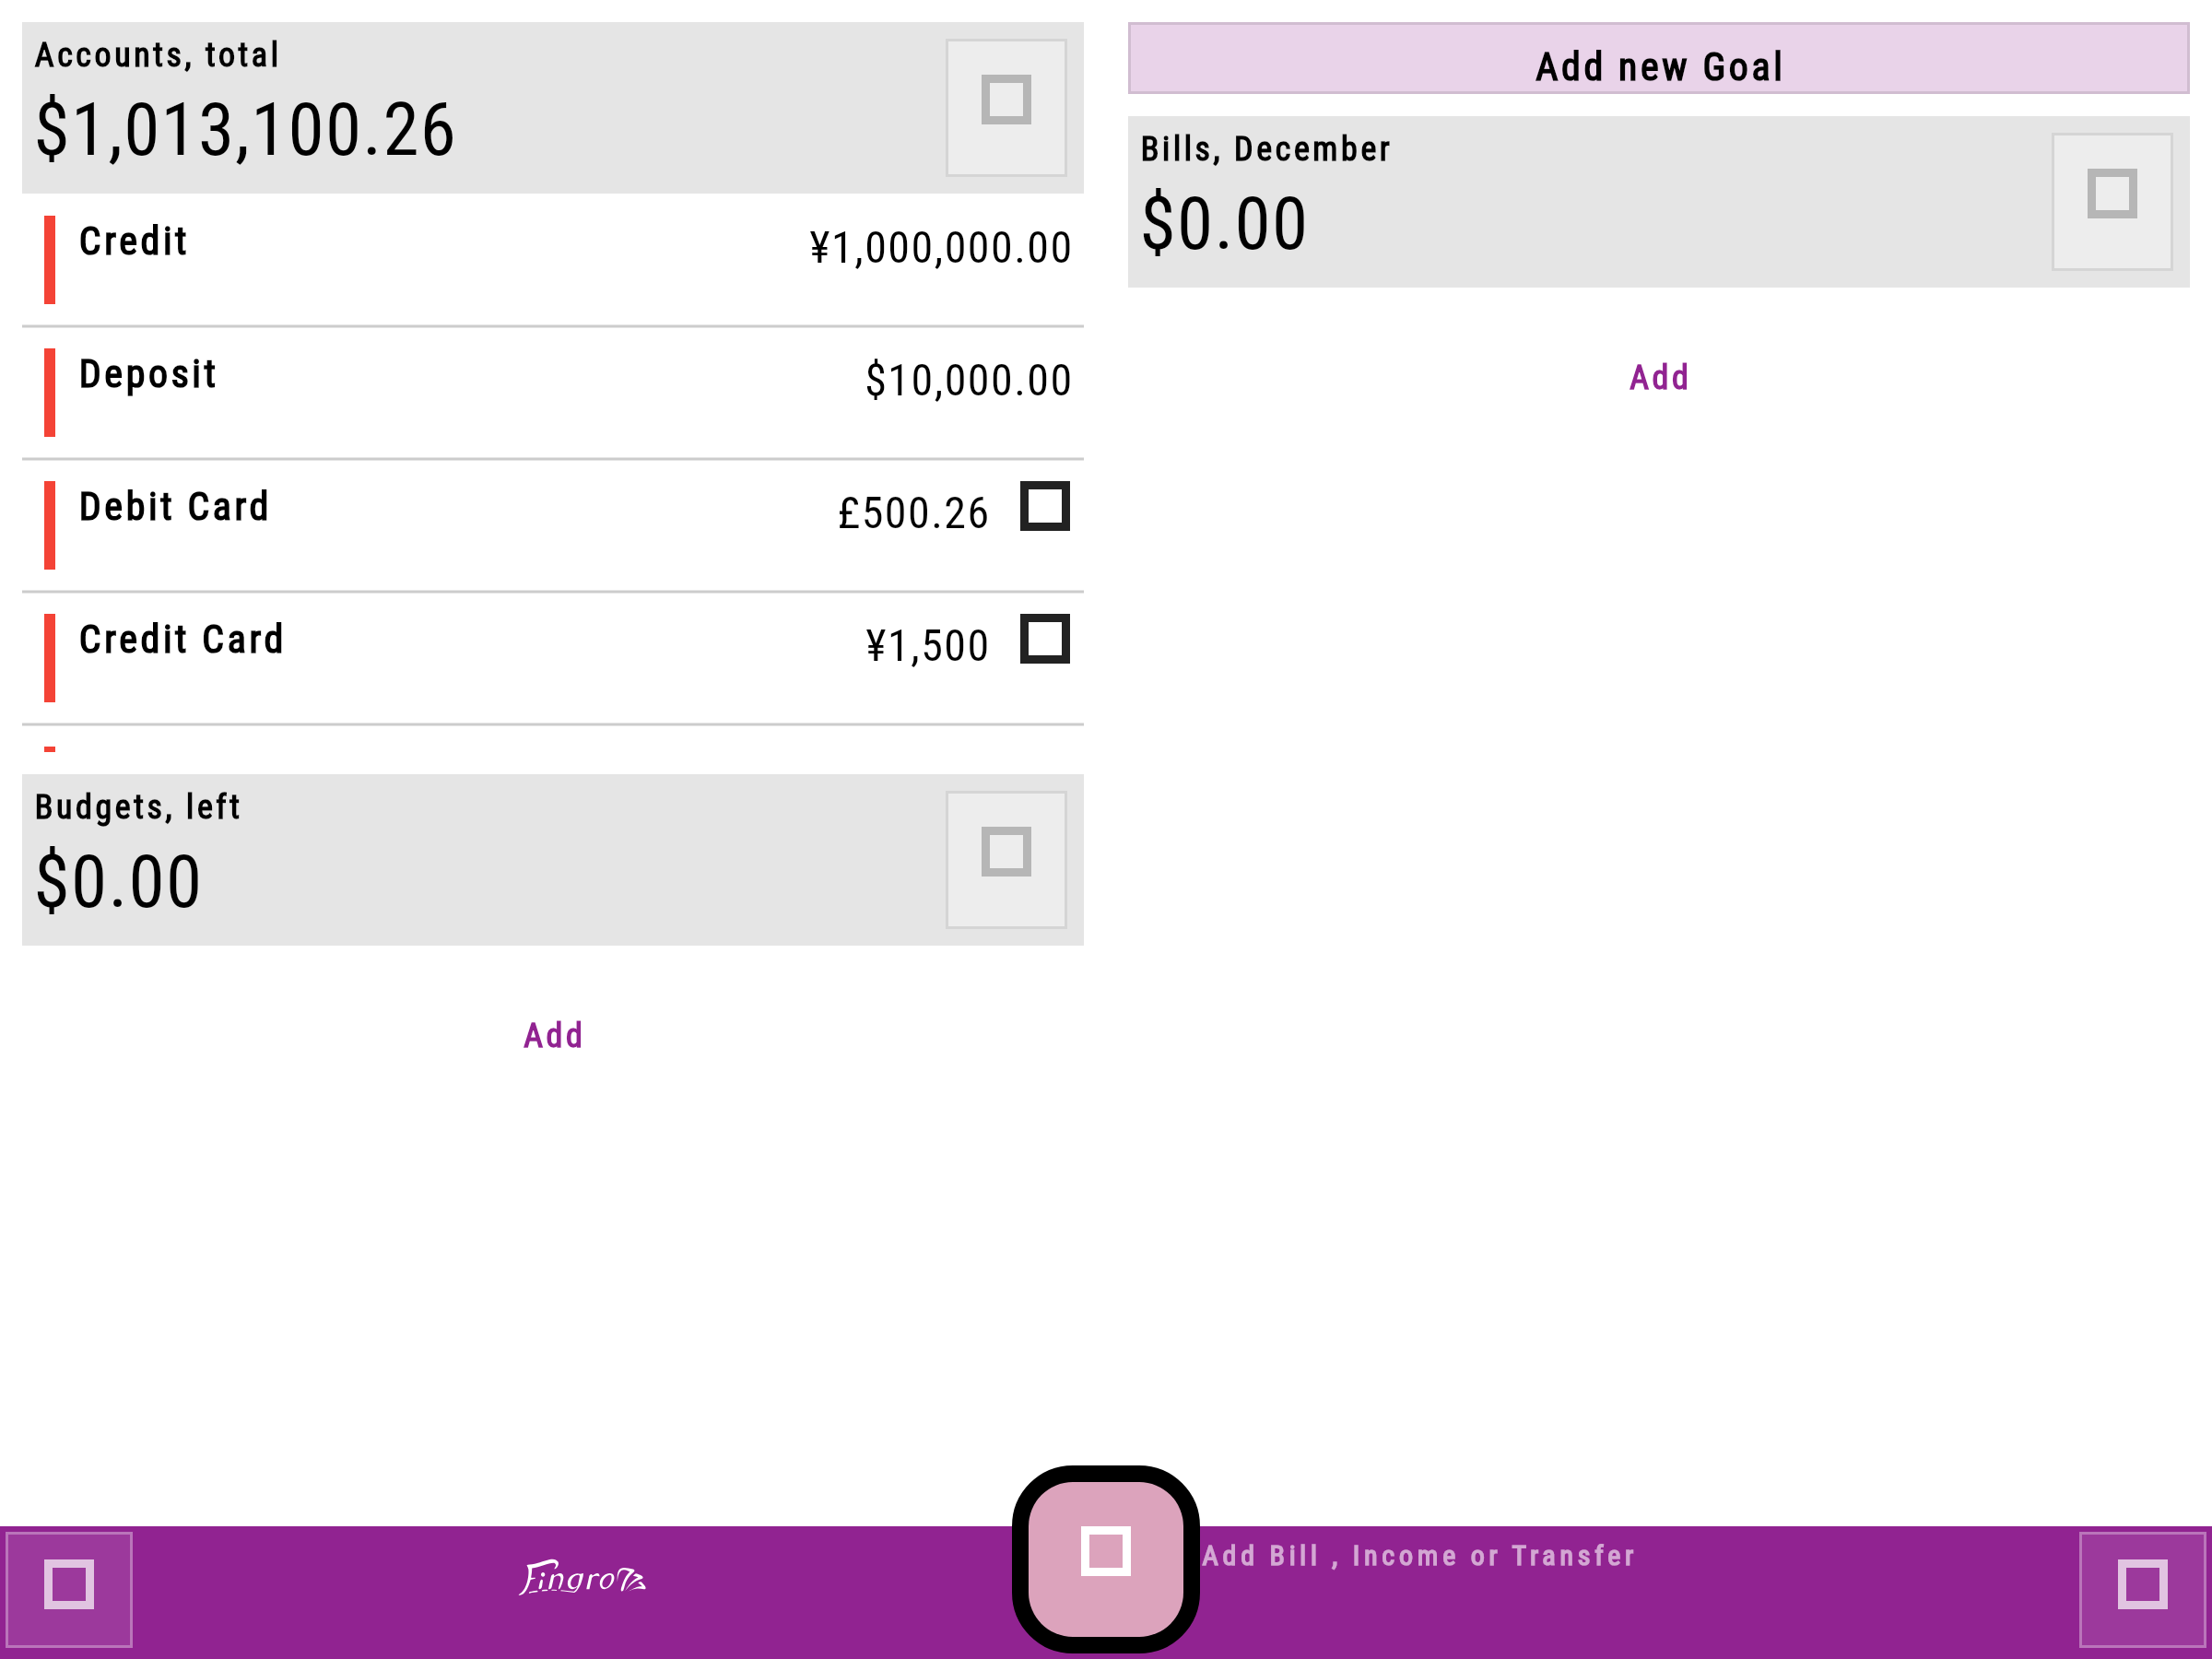 Accounts, total
$1,013,100.26
Credit
¥1,000,000.00
Deposit
$10,000.00
Debit Card
£500.26
Credit Card
¥1,500
Budgets, left
$0.00
Add
Add new Goal
Bills, December
$0.00
Add
Add Bill , Income or Transfer